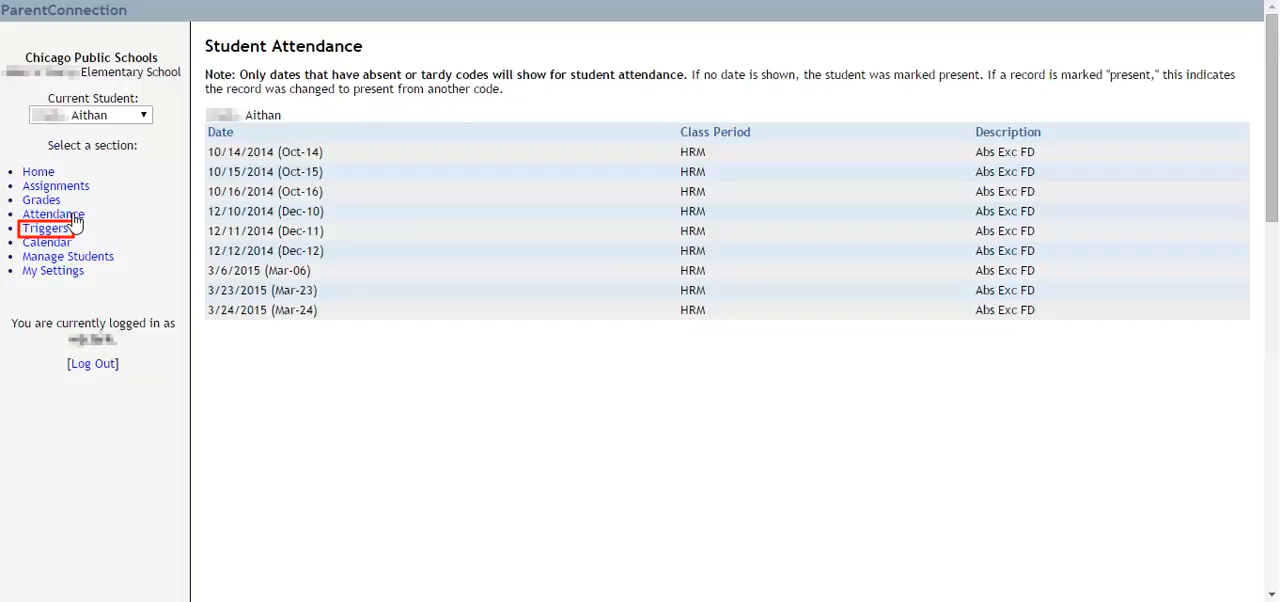 ParentConnection
Chicago Public Schools
Elementary School
Current Student:
Aithan
Select a section:
Home
Assignments
Grades
Attendance
Triggers
Calendar
Manage Students
My Settings
You are currently logged in as
[Log Out]
Student Attendance
Note: Only dates that have absent or tardy codes will show for student attendance. If no date is shown, the student was marked present. If a record is marked "present," this indicates
the record was changed to present from another code.
Aithan
Date Class Period Description
10/14/2014 (Oct-14) HRM Abs Exc FD
10/15/2014 (Oct-15) HRM Abs Exc FD
10/16/2014 (Oct-16) HRM Abs Exc FD
12/10/2014 (Dec-10) HRM Abs Exc FD
12/11/2014 (Dec-11) HRM Abs Exc FD
12/12/2014 (Dec-12) HRM Abs Exc FD
3/6/2015 (Mar-06) HRM Abs Exc FD
3/23/2015 (Mar-23) HRM Abs Exc FD
3/24/2015 (Mar-24) HRM Abs Exc FD